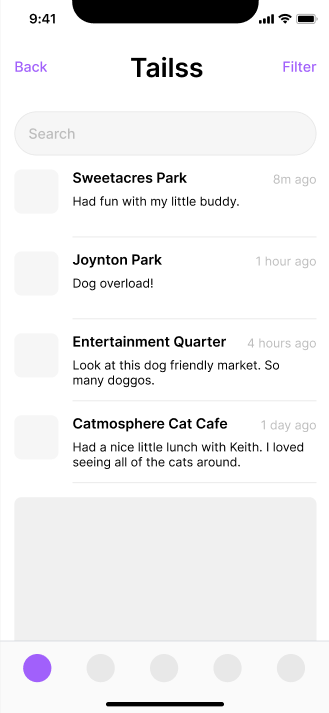 9:41
Back
Tailss
Filter
Search
Sweetacres Park
8m ago
Had fun with my little buddy.
Joynton Park
1 hour ago
Dog overload!
Entertainment Quarter
4 hours ago
Look at this dog friendly market. So
many doggos.
Catmosphere Cat Cafe
1 day ago
Had a nice little lunch with Keith. I loved
seeing all of the cats around.